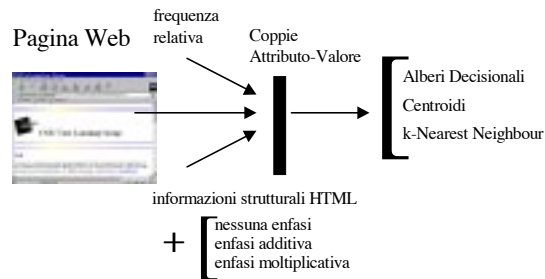 Pagina Web
frequenza
relativa
Coppie
Attributo-Valore
Alberi Decisionali
Centroidi
k-Nearest Neighbour
informazioni strutturali HTML
+
nessuna enfasi
enfasi additiva
enfasi moltiplicativa